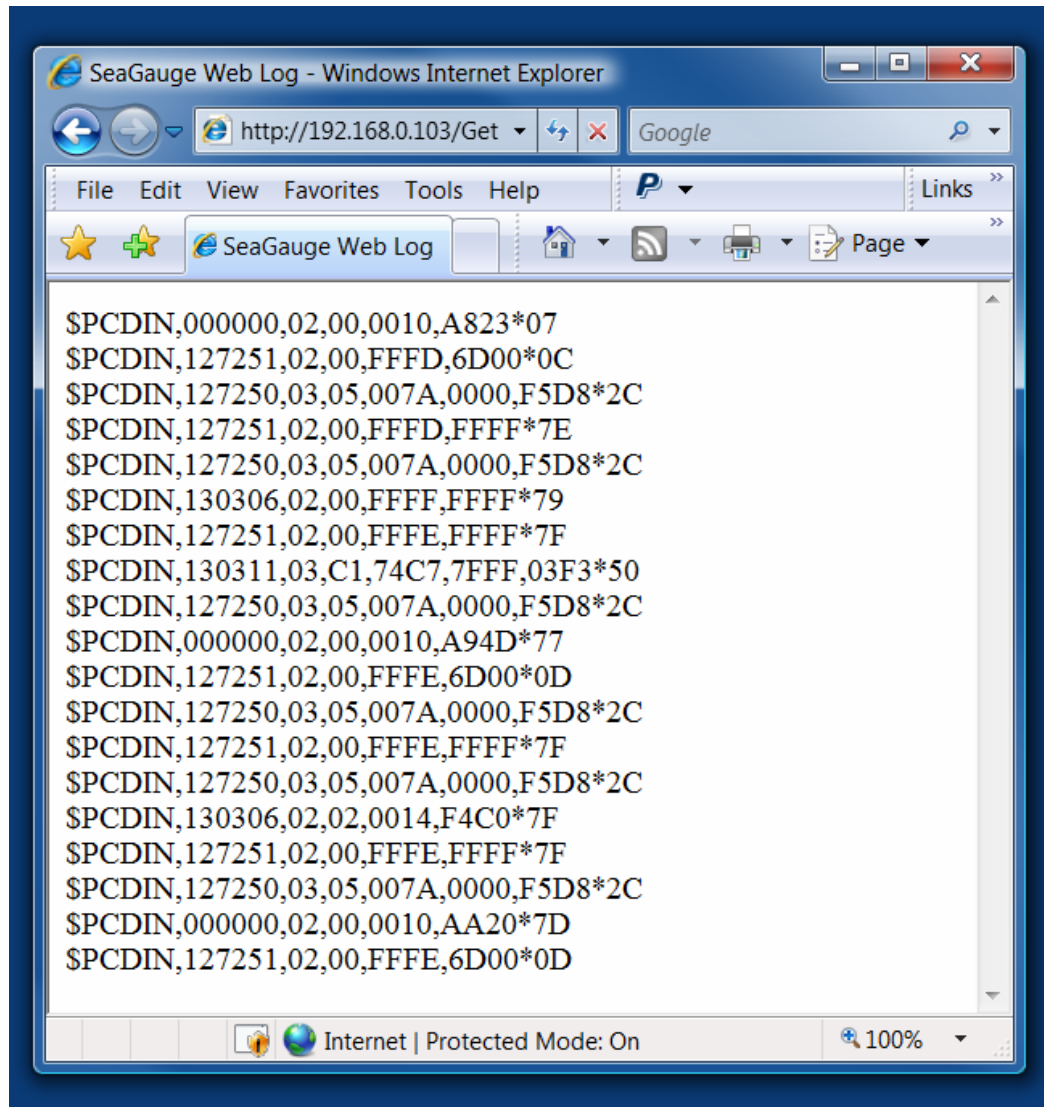 SeaGauge Web Log - Windows Internet Explorer
http://192.168.0.103/Get
Google
File Edit View Favorites Tools Help
Links
SeaGauge Web Log
Page
$PCDIN,000000,02,00,0010,A823*07
$PCDIN,127251,02,00,FFFD,6D00*0C
$PCDIN,127250,03,05,007A,0000,F5D8*2C
$PCDIN,127251,02,00,FFFD,FFFF*7E
$PCDIN,127250,03,05,007A,0000,F5D8*2C
$PCDIN,130306,02,00,FFFF,FFFF*79
$PCDIN,127251,02,00,FFFE,FFFF*7F
$PCDIN,130311,03,C1,74C7,7FFF,03F3*50
$PCDIN,127250,03,05,007A,0000,F5D8*2C
$PCDIN,000000,02,00,0010,A94D*77
$PCDIN,127251,02,00,FFFE,6D00*0D
$PCDIN,127250,03,05,007A,0000,F5D8*2C
$PCDIN,127251,02,00,FFFE,FFFF*7F
$PCDIN,127250,03,05,007A,0000,F5D8*2C
$PCDIN,130306,02,02,0014,F4C0*7F
$PCDIN,127251,02,00,FFFE,FFFF*7F
$PCDIN,127250,03,05,007A,0000,F5D8*2C
$PCDIN,000000,02,00,0010,AA20*7D
$PCDIN,127251,02,00,FFFE,6D00*0D
Internet | Protected Mode: On
100%